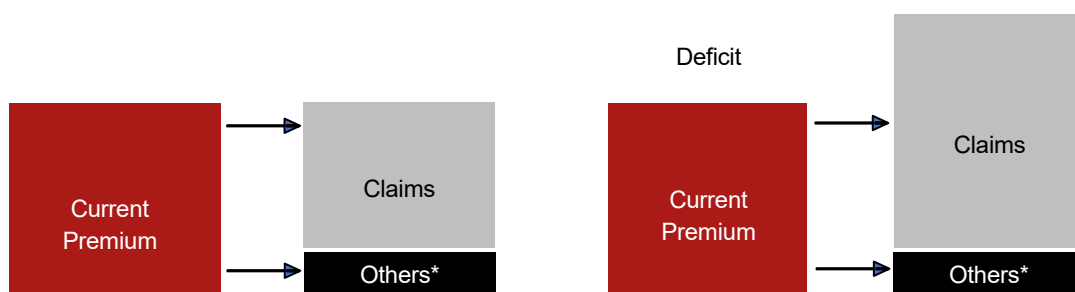 Current
Premium
Claims
Others*
Deficit
Current
Premium
Claims
Others*